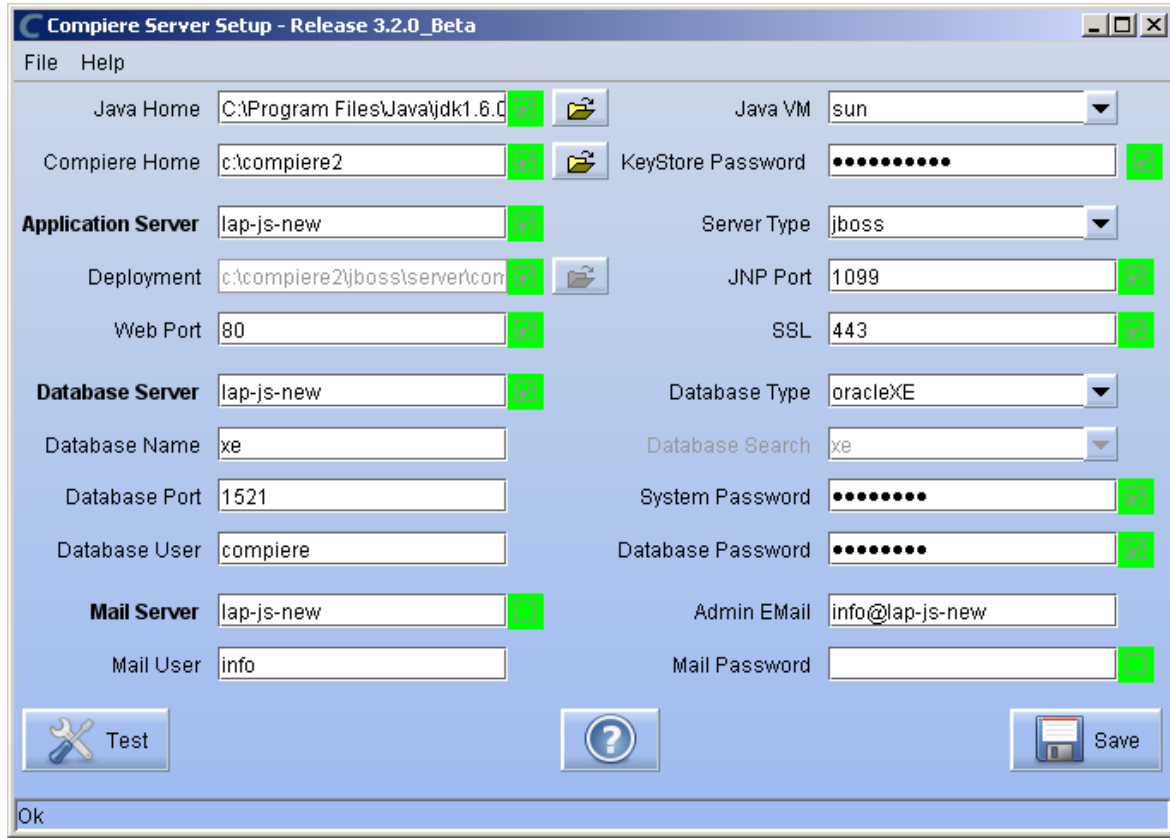 Compiere Server Setup - Release 3.2.0_Beta
File Help
Java Home C:\Program Files\Java\jdk1.6.0 Java VM sun
Compiere Home c:\compiere2 KeyStore Password ••••••••••
Application Server lap-js-new Server Type jboss
Deployment c:\compiere2\jboss\server\com JNP Port 1099
Web Port 80 SSL 443
Database Server lap-js-new Database Type oracleXE
Database Name xe Database Search xe
Database Port 1521 System Password ••••••••
Database User compiere Database Password ••••••••
Mail Server lap-js-new Admin EMail info@lap-js-new
Mail User info Mail Password
Test ? Save
Ok